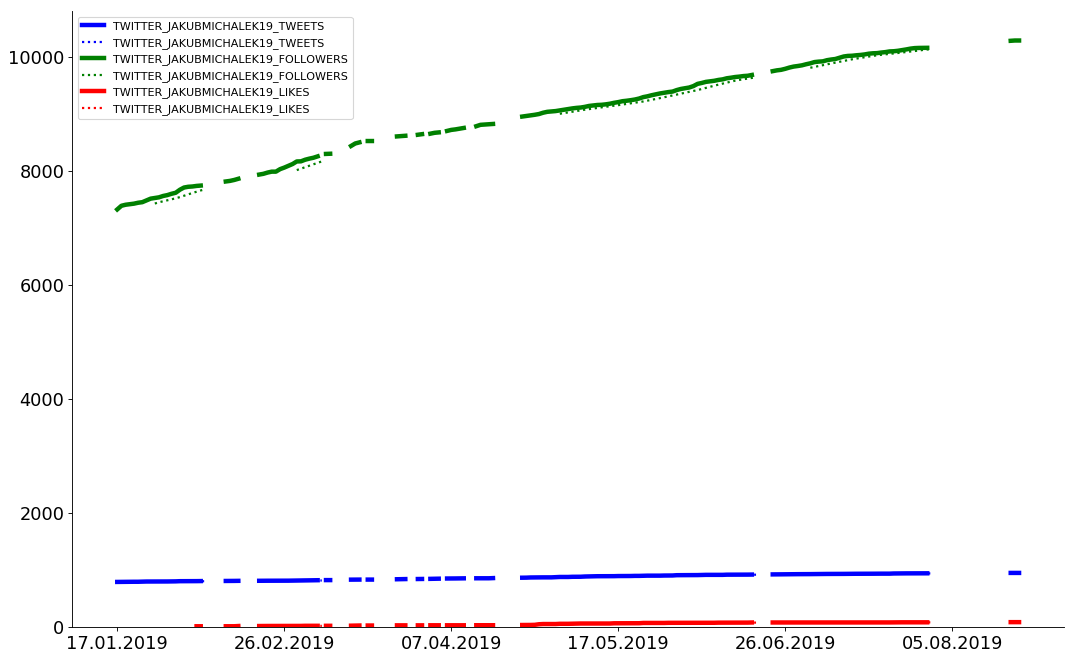 TWITTER_JAKUBMICHALEK19_TWEETS
TWITTER_JAKUBMICHALEK19_TWEETS
TWITTER_JAKUBMICHALEK19_FOLLOWERS
TWITTER_JAKUBMICHALEK19_FOLLOWERS
TWITTER_JAKUBMICHALEK19_LIKES
TWITTER_JAKUBMICHALEK19_LIKES
10000
8000
6000
4000
2000
0
17.01.2019 26.02.2019 07.04.2019 17.05.2019 26.06.2019 05.08.2019